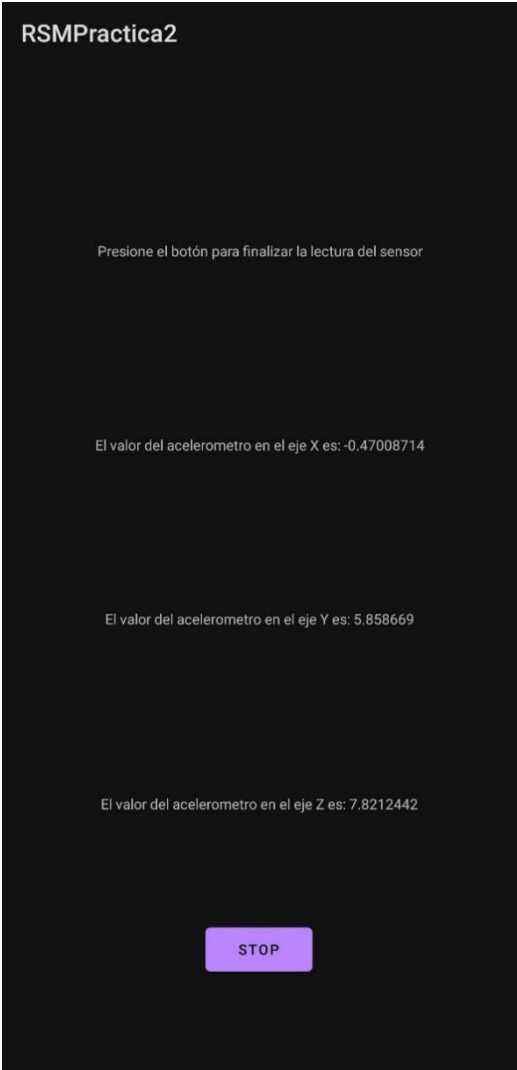 RSMPractica2
Presione el botón para finalizar la lectura del sensor
El valor del acelerometro en el eje X es: -0.47008714
El valor del acelerometro en el eje Y es: 5.858669
El valor del acelerometro en el eje Z es: 7.8212442
STOP